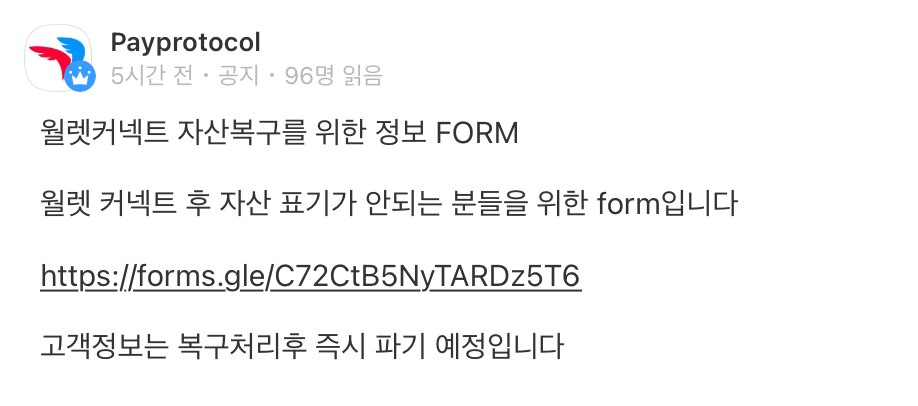 Payprotocol
5시간 전 · 공지 · 96명 읽음
월렛커넥트 자산복구를 위한 정보 FORM
월렛 커넥트 후 자산 표기가 안되는 분들을 위한 form입니다
https://forms.gle/C72CtB5NyTARDz5T6
고객정보는 복구처리후 즉시 파기 예정입니다